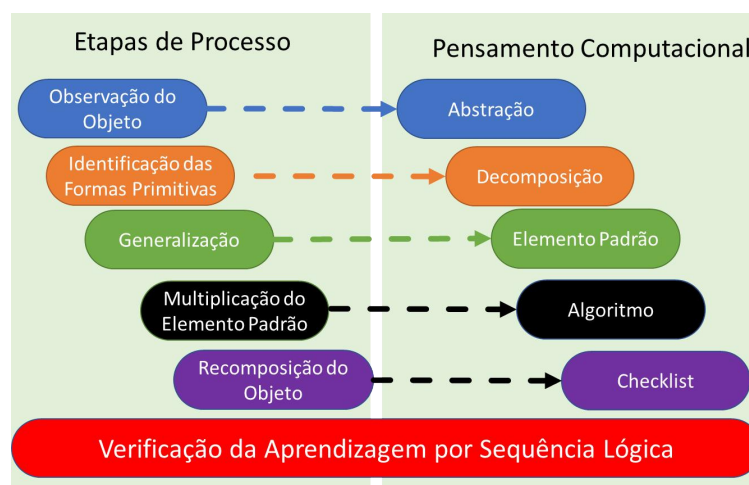 Etapas de Processo
Pensamento Computacional
Observação do
Objeto
Abstração
Identificação das
Formas Primitivas
Decomposição
Generalização
Elemento Padrão
Multiplicação do
Elemento Padrão
Algoritmo
Recomposição do
Objeto
Checklist
Verificação da Aprendizagem por Sequência Lógica